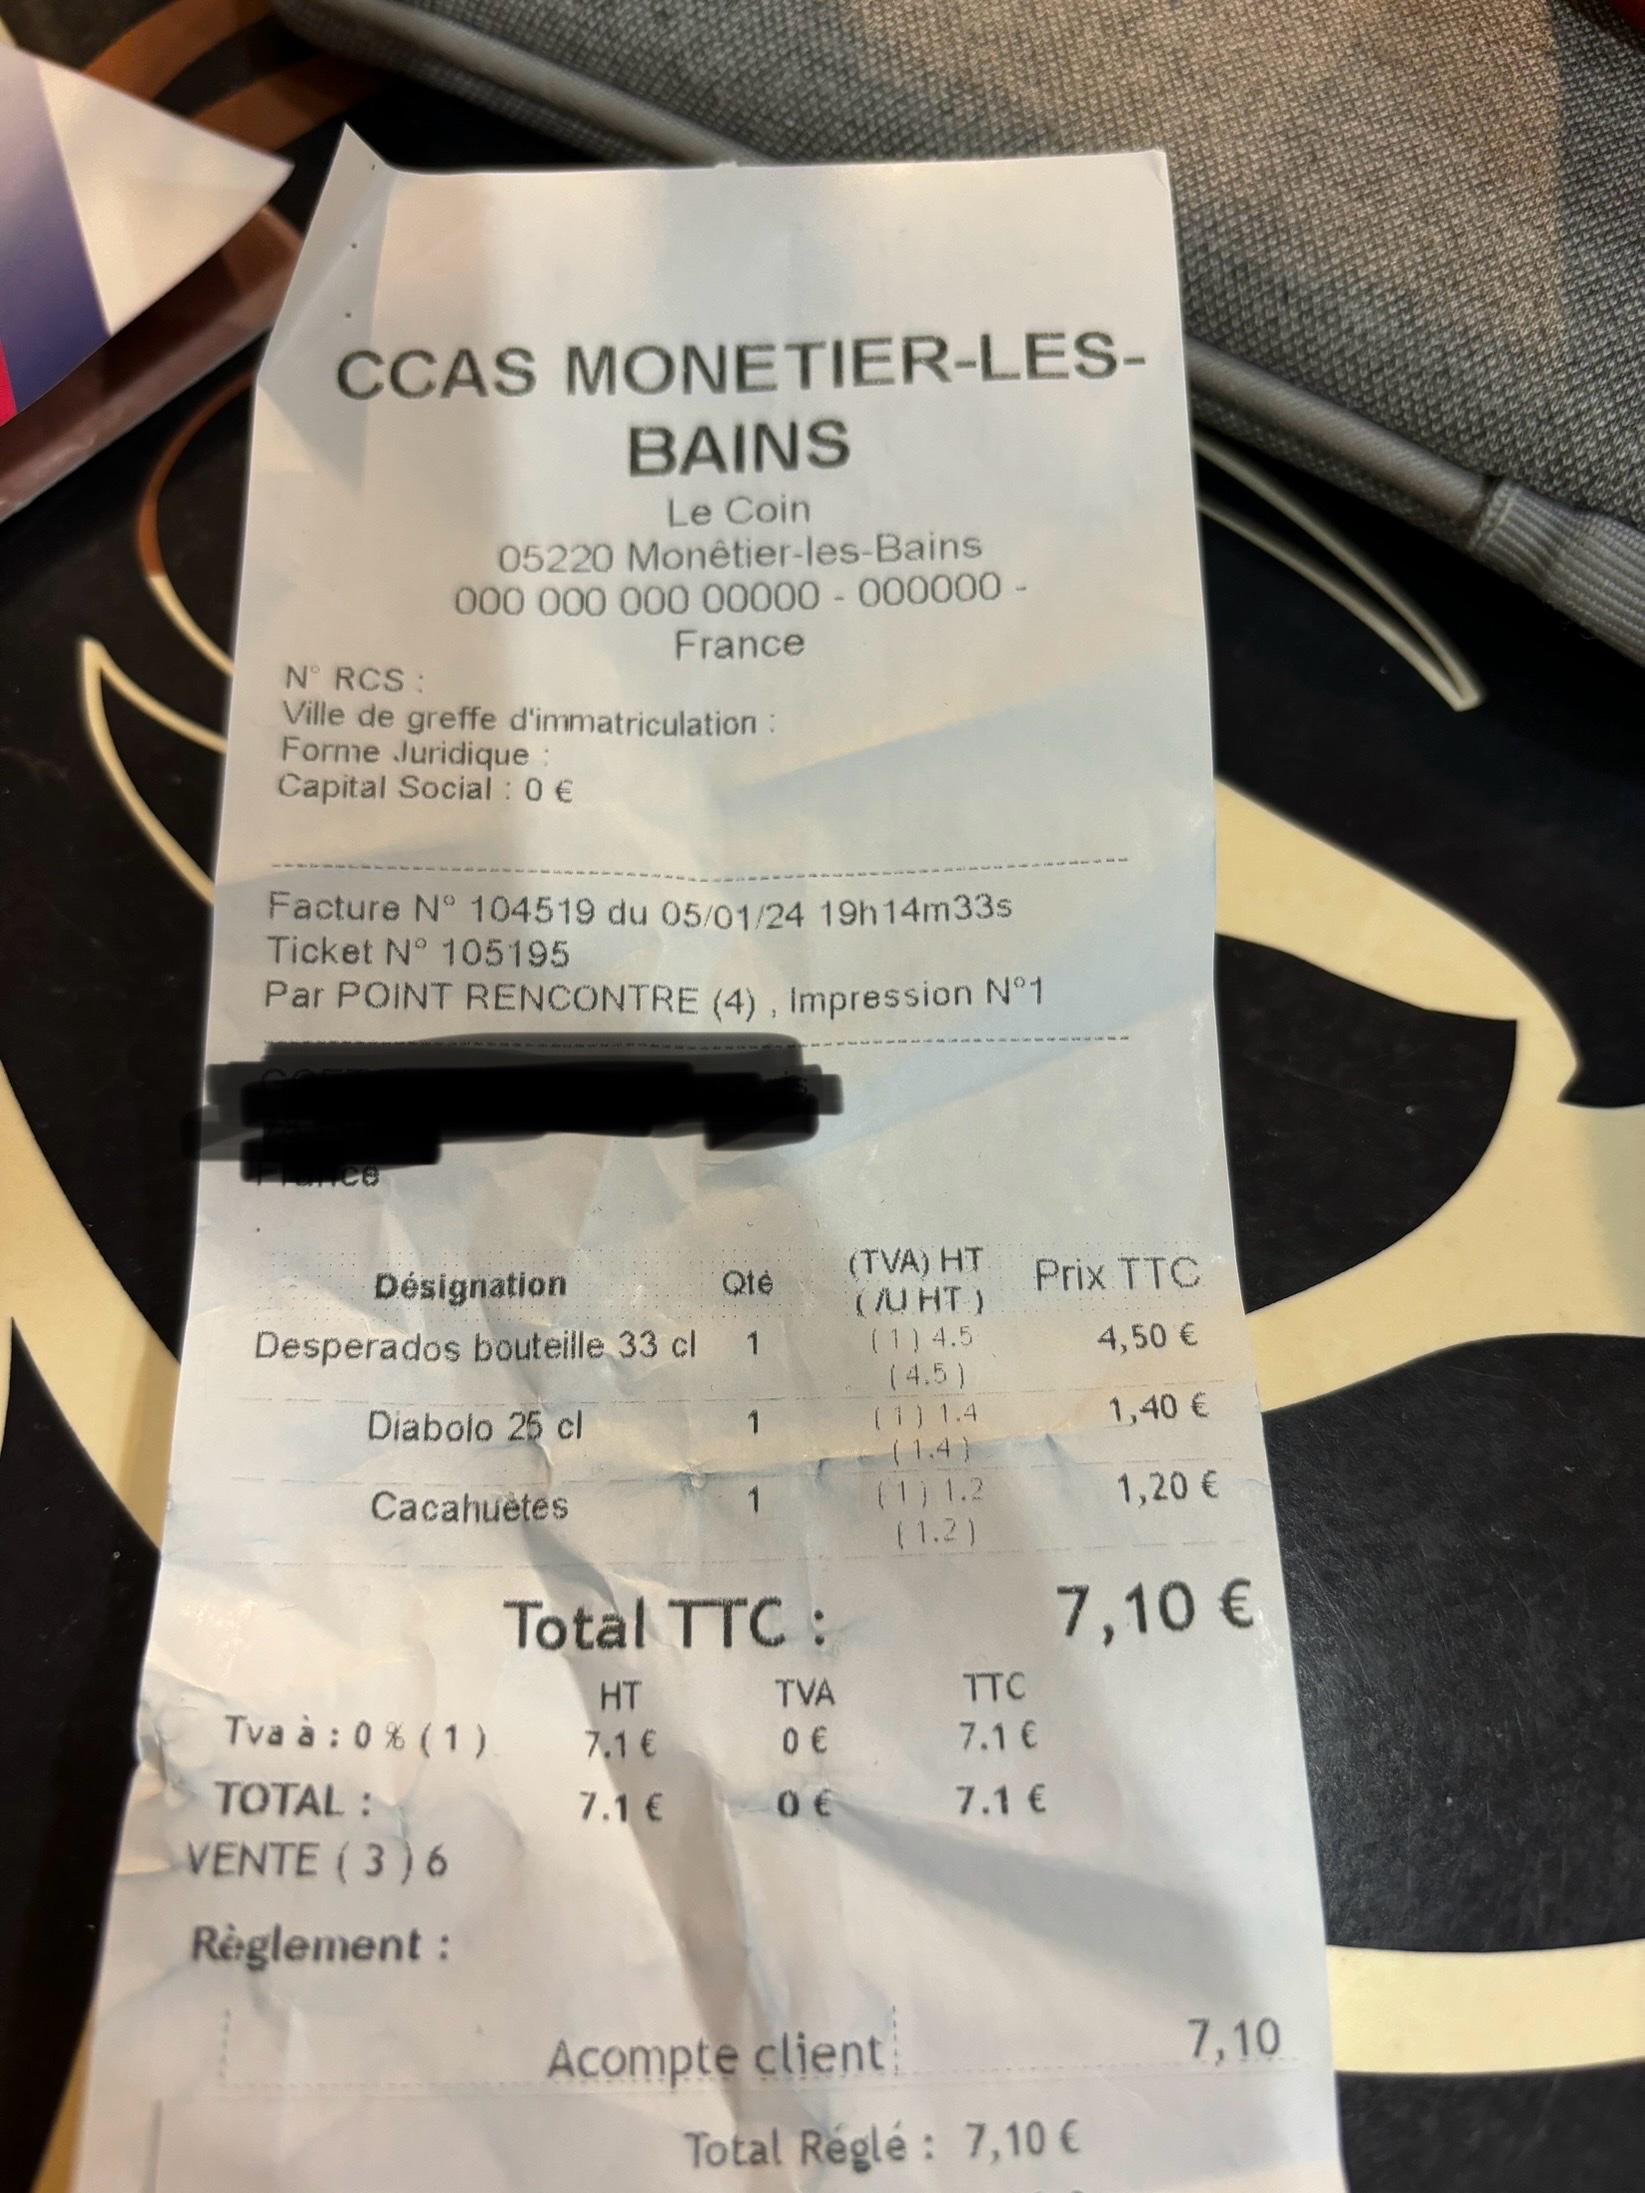 CCAS MONETIER-LES-
BAINS
Le Coin
05220 Monêtier-les-Bains
000 000 000 00000 - 000000 -
France
N° RCS :
Ville de greffe d'immatriculation :
Forme Juridique :
Capital Social : 0 €
Facture N° 104519 du 05/01/24 19h14m33s
Ticket N° 105195
Par POINT RENCONTRE (4) , Impression N°1
France
Désignation Qté (TVA) HT Prix TTC
( /U HT )
Desperados bouteille 33 cl 1 ( 1 ) 4.5 4,50 €
( 4.5 )
Diabolo 25 cl 1 ( 1 ) 1.4 1,40 €
( 1.4 )
Cacahuètes 1 ( 1 ) 1.2 1,20 €
( 1.2 )
Total TTC : 7,10 €
HT TVA TTC
Tva à : 0 % ( 1 ) 7.1 € 0 € 7.1 €
TOTAL : 7.1 € 0 € 7.1 €
VENTE ( 3 ) 6
Règlement :
Acompte client 7,10
Total Réglé : 7,10 €